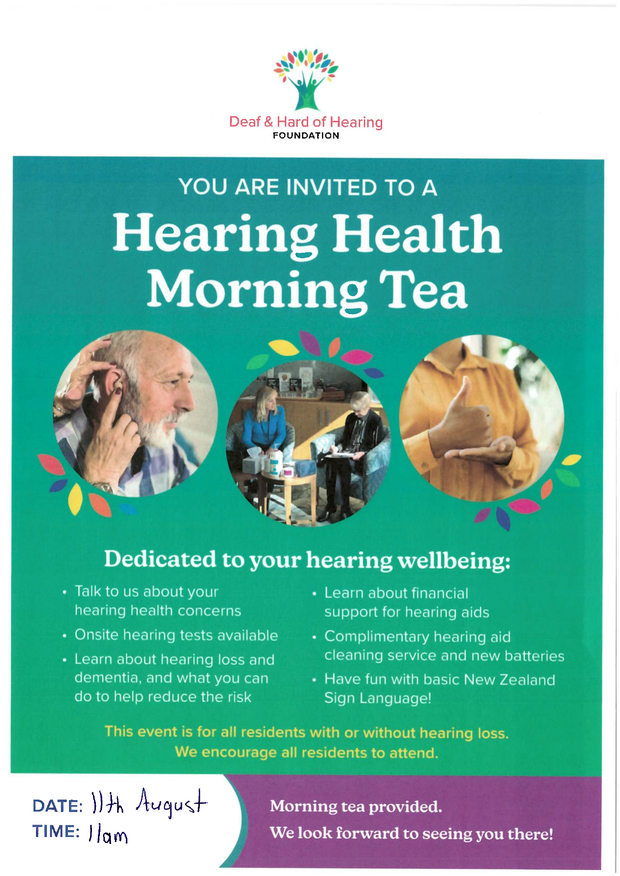 Deaf & Hard of Hearing
FOUNDATION
YOU ARE INVITED TO A
Hearing Health
Morning Tea
Dedicated to your hearing wellbeing:
• Talk to us about your
hearing health concerns
• Onsite hearing tests available
• Learn about hearing loss and
dementia, and what you can
do to help reduce the risk
• Learn about financial
support for hearing aids
• Complimentary hearing aid
cleaning service and new batteries
• Have fun with basic New Zealand
Sign Language!
This event is for all residents with or without hearing loss.
We encourage all residents to attend.
DATE: 11th August
TIME: 11am
Morning tea provided.
We look forward to seeing you there!